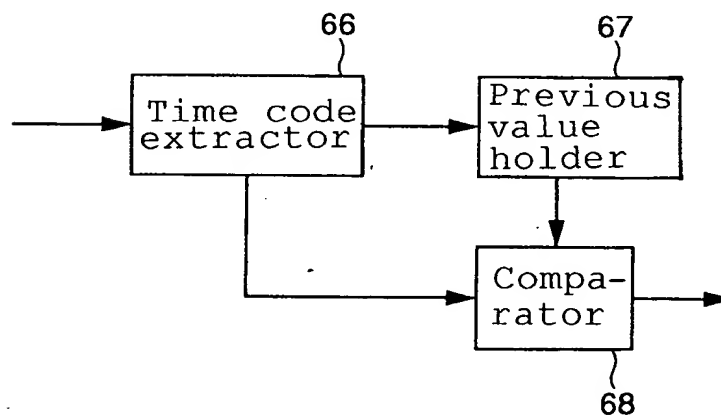 66
67
Time code
extractor
Previous
value
holder
Compa-
rator
68